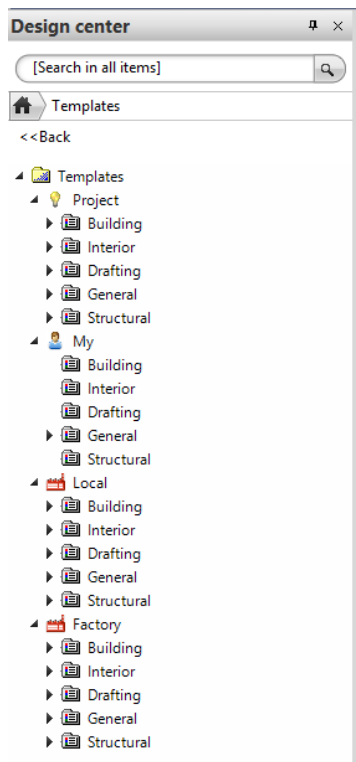 Design center
[Search in all items]
Templates
<<Back
Templates
Project
Building
Interior
Drafting
General
Structural
My
Building
Interior
Drafting
General
Structural
Local
Building
Interior
Drafting
General
Structural
Factory
Building
Interior
Drafting
General
Structural